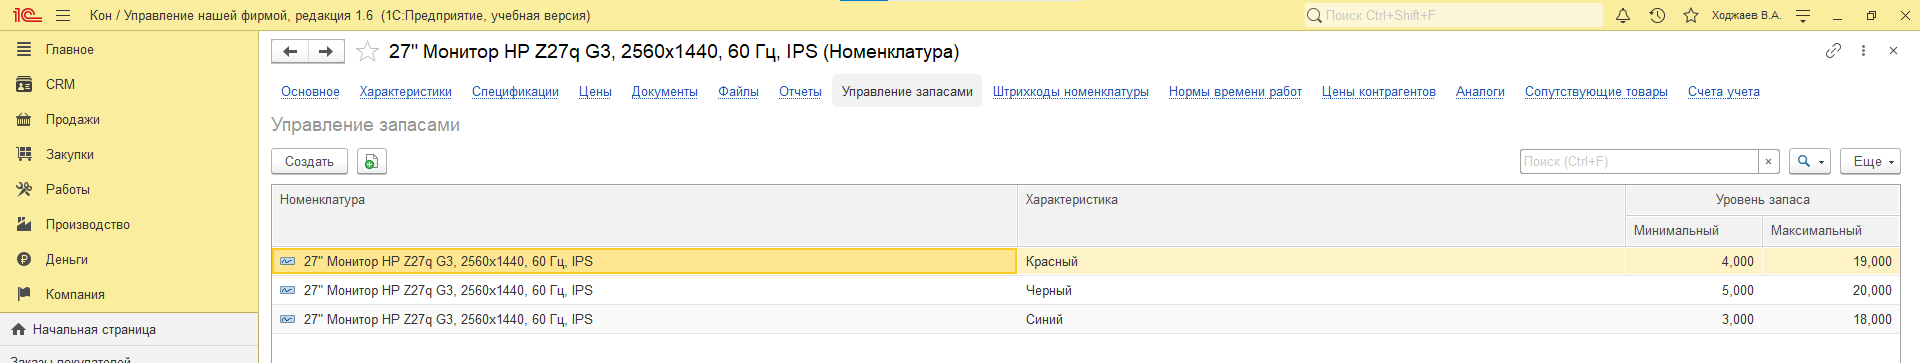 1С Кон / Управление нашей фирмой, редакция 1.6 (1С:Предприятие, учебная версия) Поиск Ctrl+Shift+F Ходжаев В.А.
Главное
CRM
Продажи
Закупки
Работы
Производство
Деньги
Компания
Начальная страница
Заказы покупателей
27" Монитор HP Z27q G3, 2560x1440, 60 Гц, IPS (Номенклатура)
Основное Характеристики Спецификации Цены Документы Файлы Отчеты Управление запасами Штрихкоды номенклатуры Нормы времени работ Цены контрагентов Аналоги Сопутствующие товары Счета учета
Управление запасами
Создать Поиск (Ctrl+F) × Еще
Номенклатура Характеристика Уровень запаса
Минимальный Максимальный
27" Монитор HP Z27q G3, 2560x1440, 60 Гц, IPS Красный 4,000 19,000
27" Монитор HP Z27q G3, 2560x1440, 60 Гц, IPS Черный 5,000 20,000
27" Монитор HP Z27q G3, 2560x1440, 60 Гц, IPS Синий 3,000 18,000